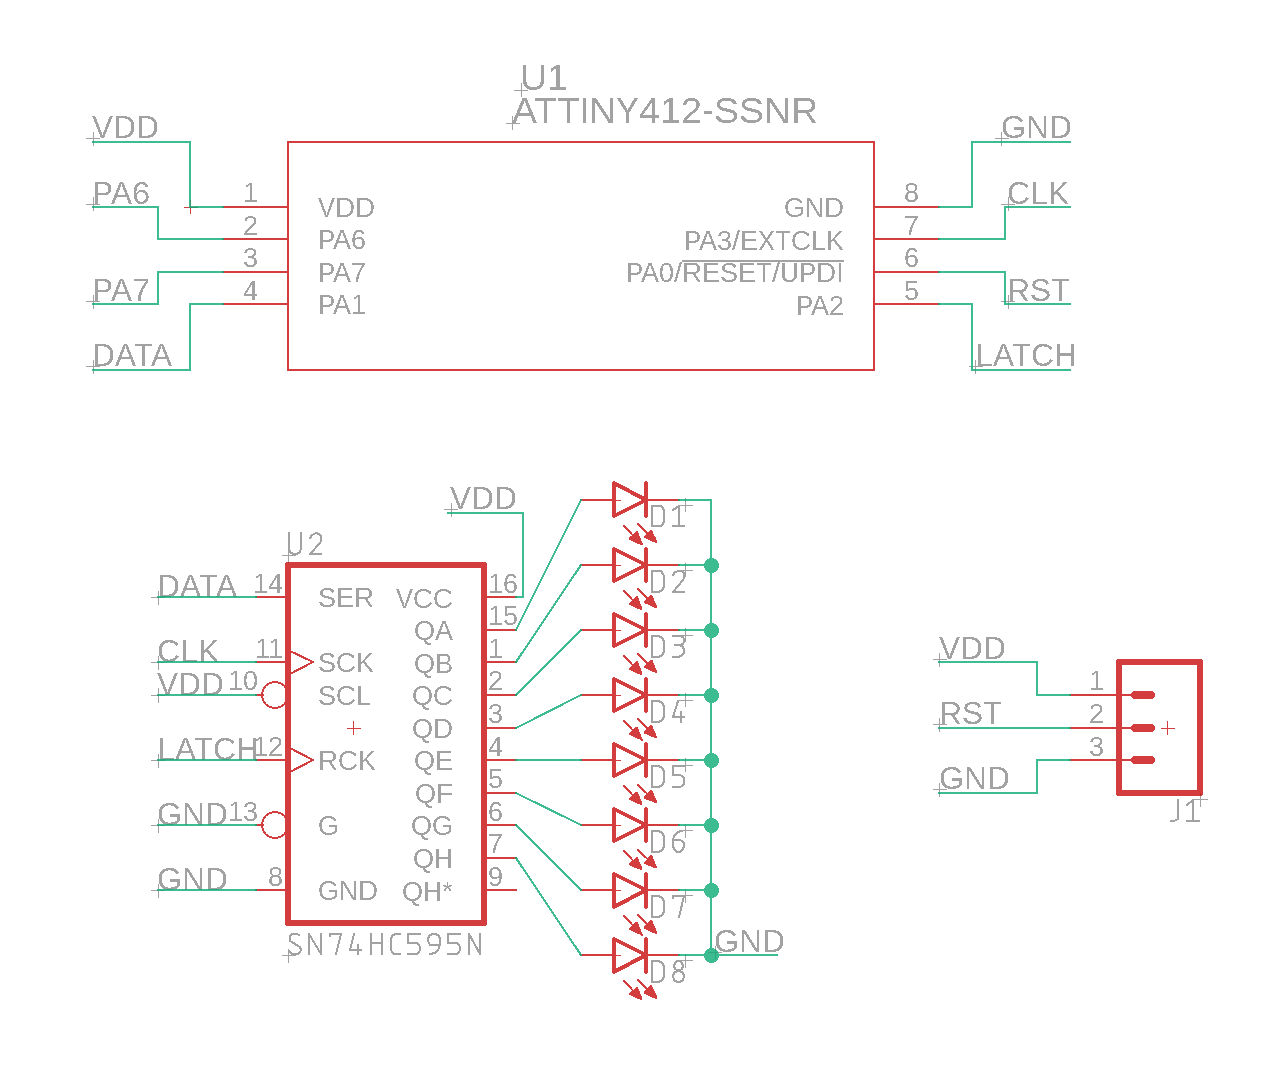 U1
ATTINY412-SSNR
VDD
PA6
PA7
DATA
1
2
3
4
VDD
PA6
PA7
PA1
GND
PA3/EXTCLK
PA0/RESET/UPDI
PA2
8
7
6
5
GND
CLK
RST
LATCH
VDD
U2
DATA
CLK
VDD
LATCH
GND
GND
14
11
10
12
13
8
SER
SCK
SCL
RCK
G
GND
VCC
QA
QB
QC
QD
QE
QF
QG
QH
QH*
16
15
1
2
3
4
5
6
7
9
SN74HC595N
D1
D2
D3
D4
D5
D6
D7
D8
GND
VDD
RST
GND
1
2
3
J1